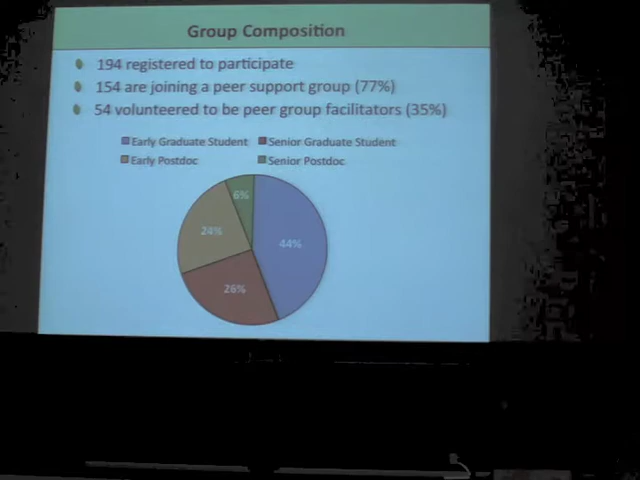 Group Composition
194 registered to participate
154 are joining a peer support group (77%)
54 volunteered to be peer group facilitators (35%)
Early Graduate Student Senior Graduate Student
Early Postdoc Senior Postdoc
6%
24% 44%
26%